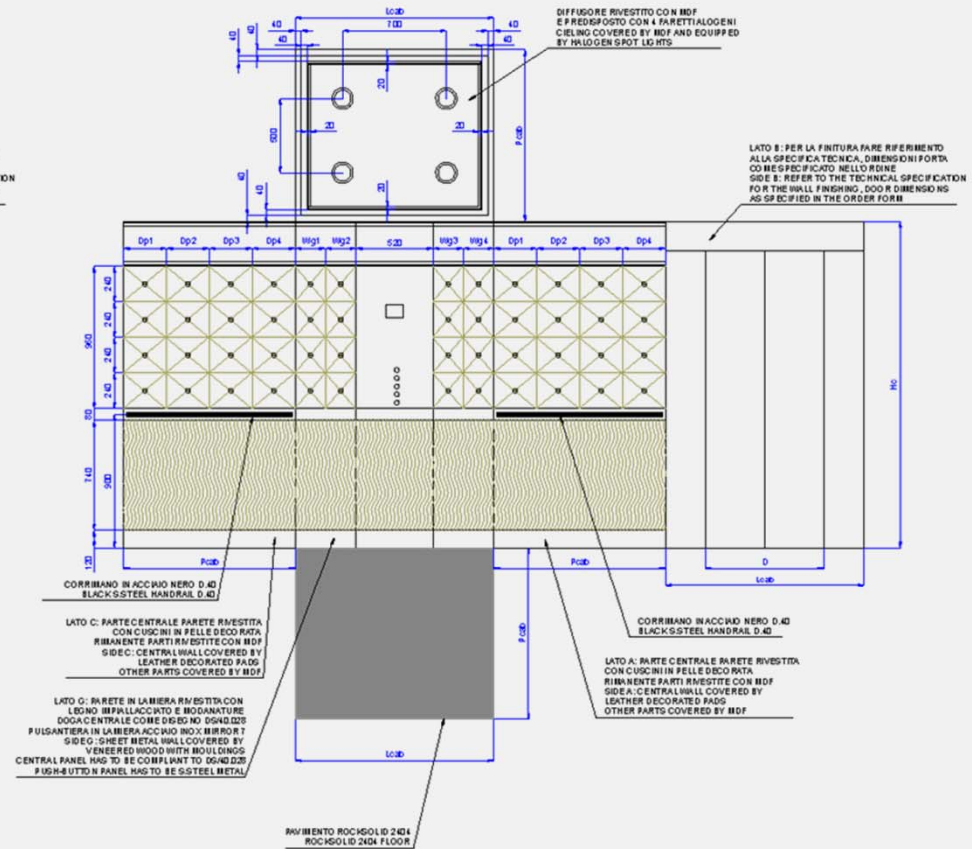 Lcab
700
40
40
40
40
40
40
DIFFUSORE RIVESTITO CON MDF
E PREDISPOSTO CON 4 FARETTI ALOGENI
CIELING COVERED BY MDF AND EQUIPPED
BY HALOGEN SPOT LIGHTS
20
600
20
20
20
Pcab
40
40
ION
LATO B: PER LA FINITURA FARE RIFERIMENTO
ALLA SPECIFICA TECNICA, DIMENSIONI PORTA
COME SPECIFICATO NELL'ORDINE
SIDE B: REFER TO THE TECHNICAL SPECIFICATION
FOR THE WALL FINISHING, DOOR DIMENSIONS
AS SPECIFIED IN THE ORDER FORM
Dp1 Dp2 Dp3 Dp4 Wg1 Wg2 520 Wg3 Wg4 Dp1 Dp2 Dp3 Dp4
240
240
240
240
960
80
740
900
120
Hc
Pcab
Pcab
D
Lcab
CORRIMANO IN ACCIAIO NERO D.40
BLACK S.STEEL HANDRAIL D.40
LATO C: PARTE CENTRALE PARETE RIVESTITA
CON CUSCINI IN PELLE DECORATA
RIMANENTE PARTI RIVESTITE CON MDF
SIDE C: CENTRAL WALL COVERED BY
LEATHER DECORATED PADS
OTHER PARTS COVERED BY MDF
LATO G: PARETE IN LAMIERA RIVESTITA CON
LEGNO IMPIALLACCIATO E MODANATURE
DOGA CENTRALE COME DISEGNO DS/40.028
PULSANTIERA IN LAMIERA ACCIAIO INOX MIRROR 7
SIDE G: SHEET METAL WALL COVERED BY
VENEERED WOOD WITH MOULDINGS
CENTRAL PANEL HAS TO BE COMPLIANT TO DS/40.028
PUSH-BUTTON PANEL HAS TO BE S.STEEL METAL
Pcab
CORRIMANO IN ACCIAIO NERO D.40
BLACK S.STEEL HANDRAIL D.40
LATO A: PARTE CENTRALE PARETE RIVESTITA
CON CUSCINI IN PELLE DECORATA
RIMANENTE PARTI RIVESTITE CON MDF
SIDE A: CENTRAL WALL COVERED BY
LEATHER DECORATED PADS
OTHER PARTS COVERED BY MDF
Lcab
PAVIMENTO ROCKSOLID 2404
ROCKSOLID 2404 FLOOR